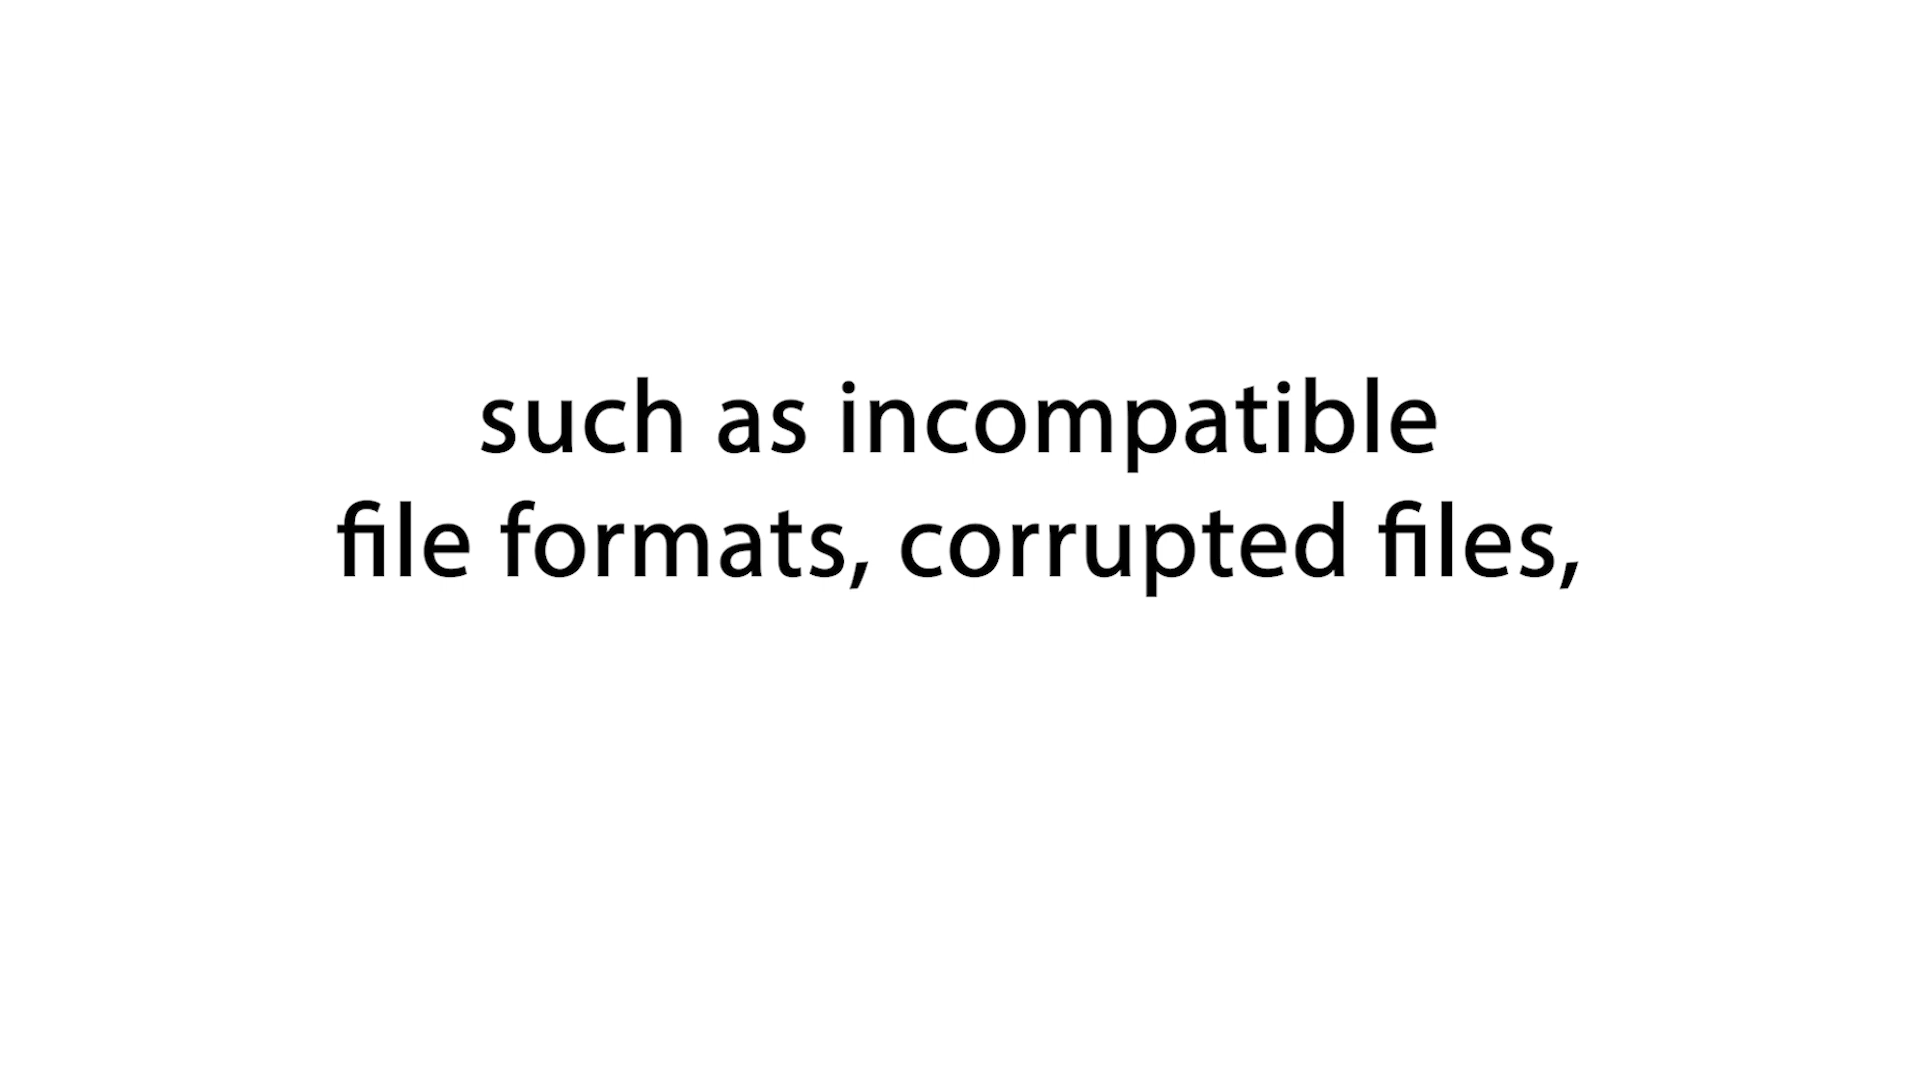 such as incompatible
file formats, corrupted files,